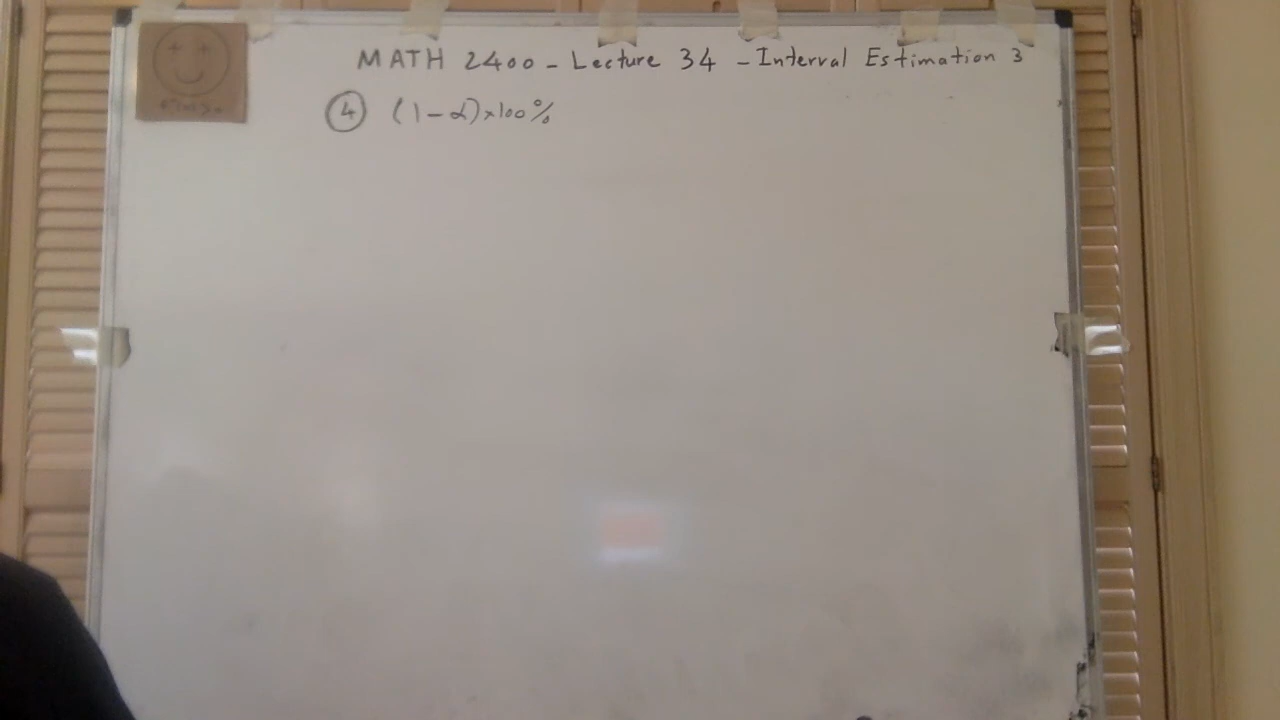 MATH 2400 - Lecture 34 - Interval Estimation 3
④ (1-α)×100%